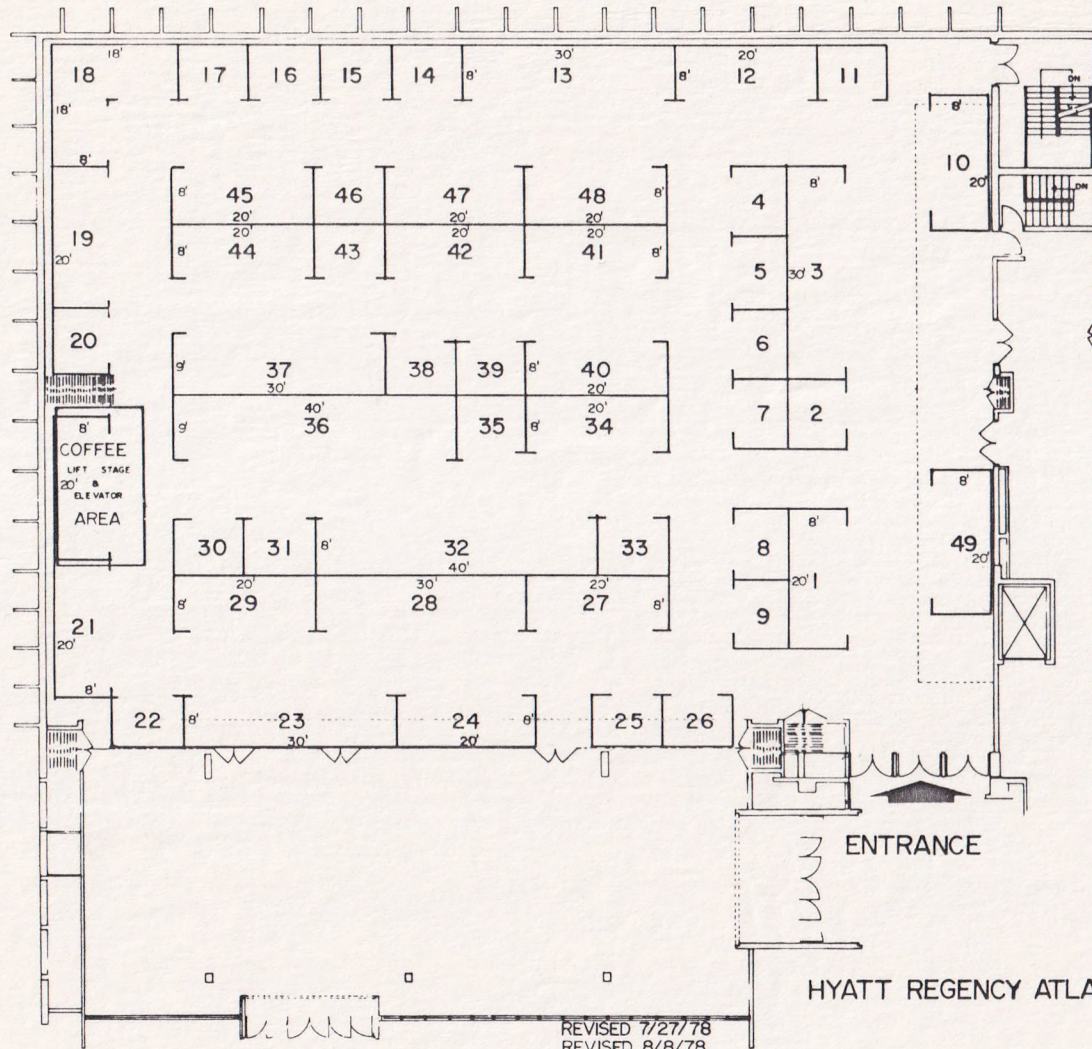 18' 30' 20'
18 17 16 15 14 8' 13 8' 12 11
18'
8'
8' 45 46 47 48 8'
20' 20' 20'
20' 20' 20'
8' 44 43 42 41 8'
19
20'
20
4 8'
5 30' 3
6
7 2
8'
10
20'
DN
DN
9' 37 38 39 8' 40
30' 20'
40' 20'
9' 36 35 8' 34
8'
COFFEE
LIFT STAGE
20' &
ELEVATOR
AREA
30 31 8' 32 33
40'
20' 30' 20'
8' 29 28 27 8'
8 8'
20' 1
9
8'
49
20'
21
20'
8'
22 8' 23 24 8' 25 26
30' 20'
ENTRANCE
HYATT REGENCY ATLA
REVISED 7/27/78
REVISED 8/8/78